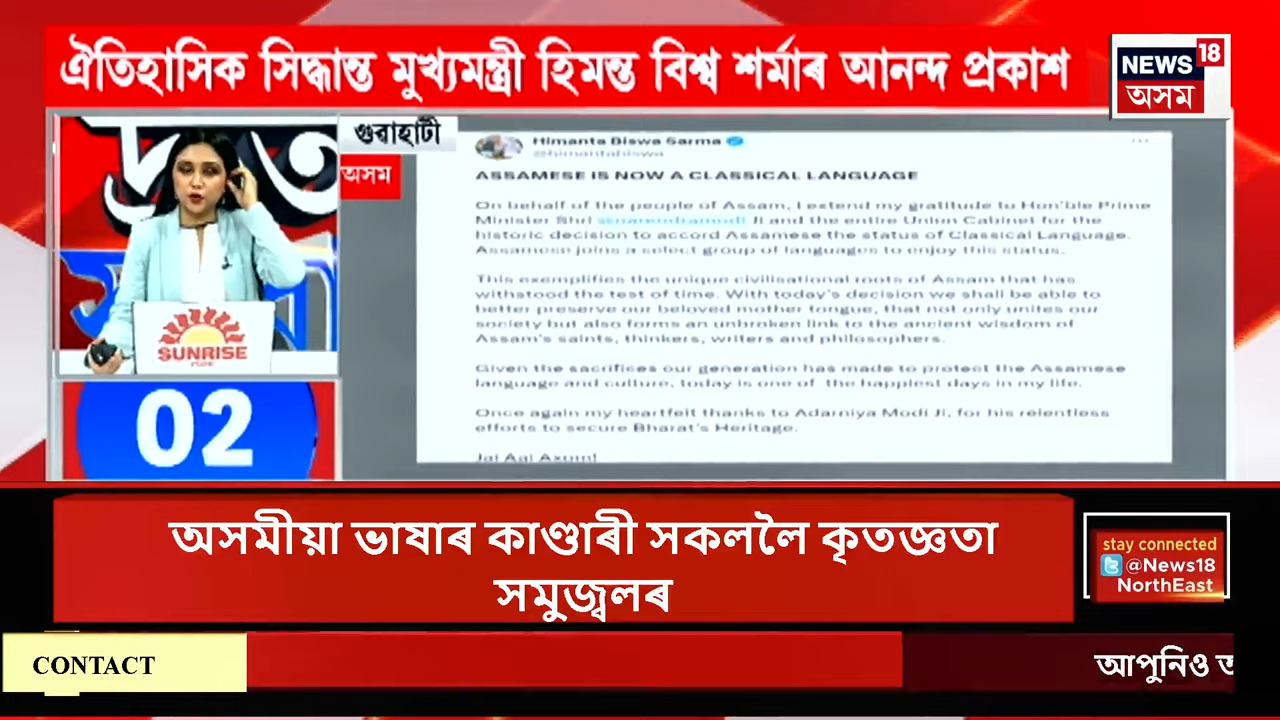 ঐতিহাসিক সিদ্ধান্ত মুখ্যমন্ত্ৰী হিমন্ত বিশ্ব শৰ্মাৰ আনন্দ প্ৰকাশ
NEWS 18
অসম
গুৱাহাটী
অসম
Himanta Biswa Sarma
@himantabiswa
ASSAMESE IS NOW A CLASSICAL LANGUAGE
On behalf of the people of Assam, I extend my gratitude to Hon'ble Prime
Minister Shri @narendramodi Ji and the entire Union Cabinet for the
historic decision to accord Assamese the status of Classical Language.
Assamese joins a select group of languages to enjoy this status.
This exemplifies the unique civilisational roots of Assam that has
withstood the test of time. With today's decision we shall be able to
better preserve our beloved mother tongue, that not only unites our
society but also forms an unbroken link to the ancient wisdom of
Assam's saints, thinkers, writers and philosophers.
Given the sacrifices our generation has made to protect the Assamese
language and culture, today is one of the happiest days in my life.
Once again my heartfelt thanks to Adarniya Modi Ji, for his relentless
efforts to secure Bharat's Heritage.
Jai Aai Axom!
SUNRISE
02
অসমীয়া ভাষাৰ কাণ্ডাৰী সকললৈ কৃতজ্ঞতা
সমুজ্বলৰ
stay connected
@News18
NorthEast
CONTACT
আপুনিও